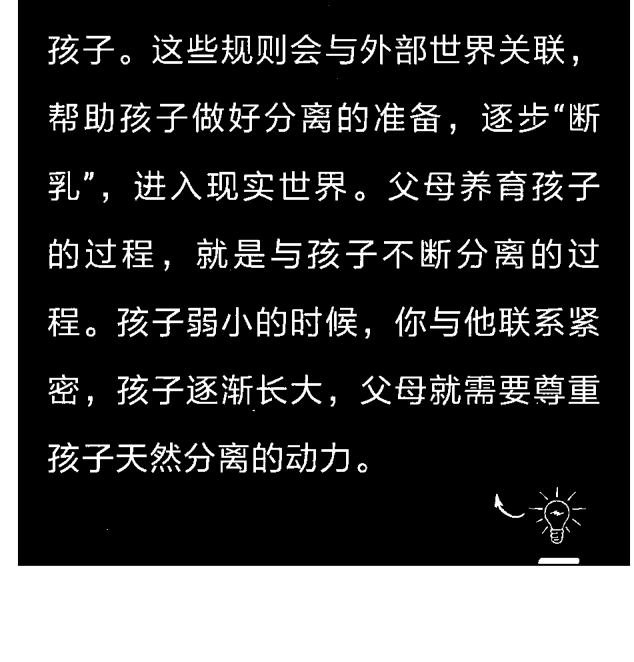 孩子。这些规则会与外部世界关联，
帮助孩子做好分离的准备，逐步“断
乳”，进入现实世界。父母养育孩子
的过程，就是与孩子不断分离的过
程。孩子弱小的时候，你与他联系紧
密，孩子逐渐长大，父母就需要尊重
孩子天然分离的动力。